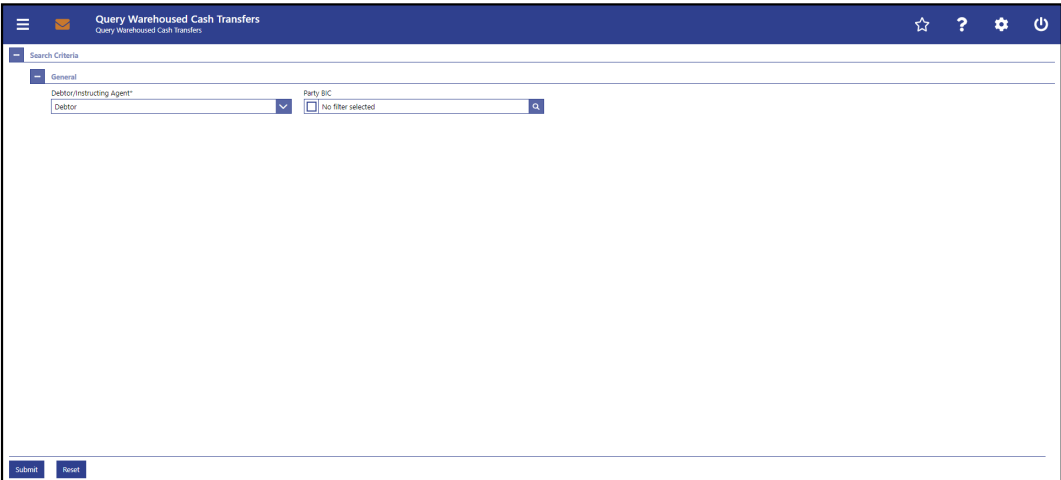 Query Warehoused Cash Transfers
Query Warehoused Cash Transfers
Search Criteria
General
Debtor/Instructing Agent*
Party BIC
Debtor
No filter selected
Submit
Reset